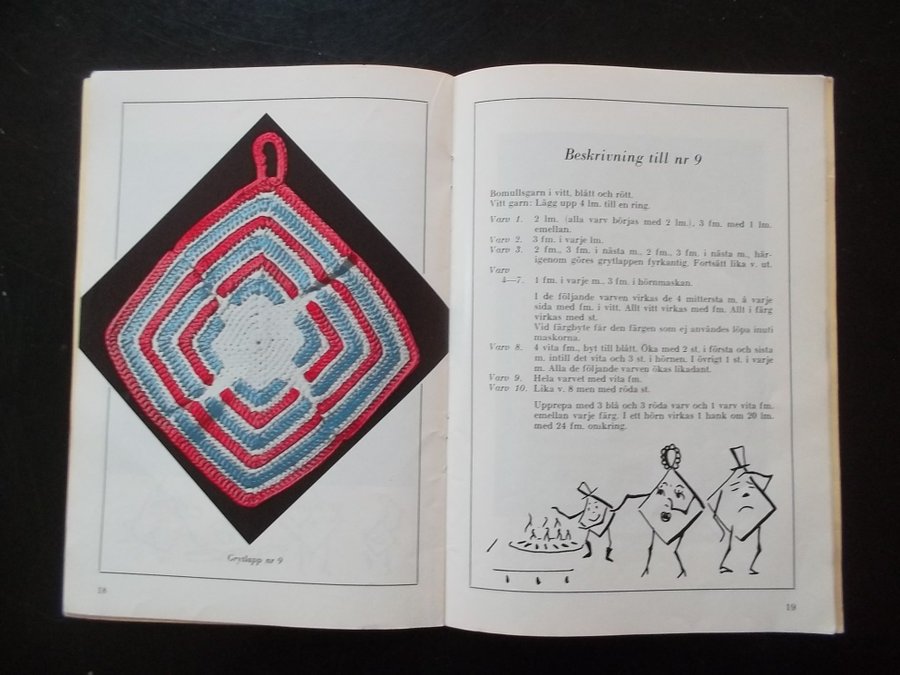 Grytlapp nr 9
18
Beskrivning till nr 9
Bomullsgarn i vitt, blått och rött.
Vitt garn: Lägg upp 4 lm. till en ring.
Varv 1. 2 lm. (alla varv börjas med 2 lm.), 3 fm. med 1 lm.
emellan.
Varv 2. 3 fm. i varje lm.
Varv 3. 2 fm., 3 fm. i nästa m., 2 fm., 3 fm. i nästa m., här-
igenom göres grytlappen fyrkantig. Fortsätt lika v. ut.
Varv
4—7. 1 fm. i varje m., 3 fm. i hörnmaskan.
I de följande varven virkas de 4 mittersta m. å varje
sida med fm. i vitt. Allt vitt virkas med fm. Allt i färg
virkas med st.
Vid färgbyte får den färgen som ej användes löpa inuti
maskorna.
Varv 8. 4 vita fm., byt till blått. Öka med 2 st. i första och sista
m. intill det vita och 3 st. i hörnen. I övrigt 1 st. i varje
m. Alla de följande varven ökas likadant.
Varv 9. Hela varvet med vita fm.
Varv 10. Lika v. 8 men med röda st.
Upprepa med 3 blå och 3 röda varv och 1 varv vita fm.
emellan varje färg. I ett hörn virkas 1 hank om 20 lm.
med 24 fm. omkring.
19